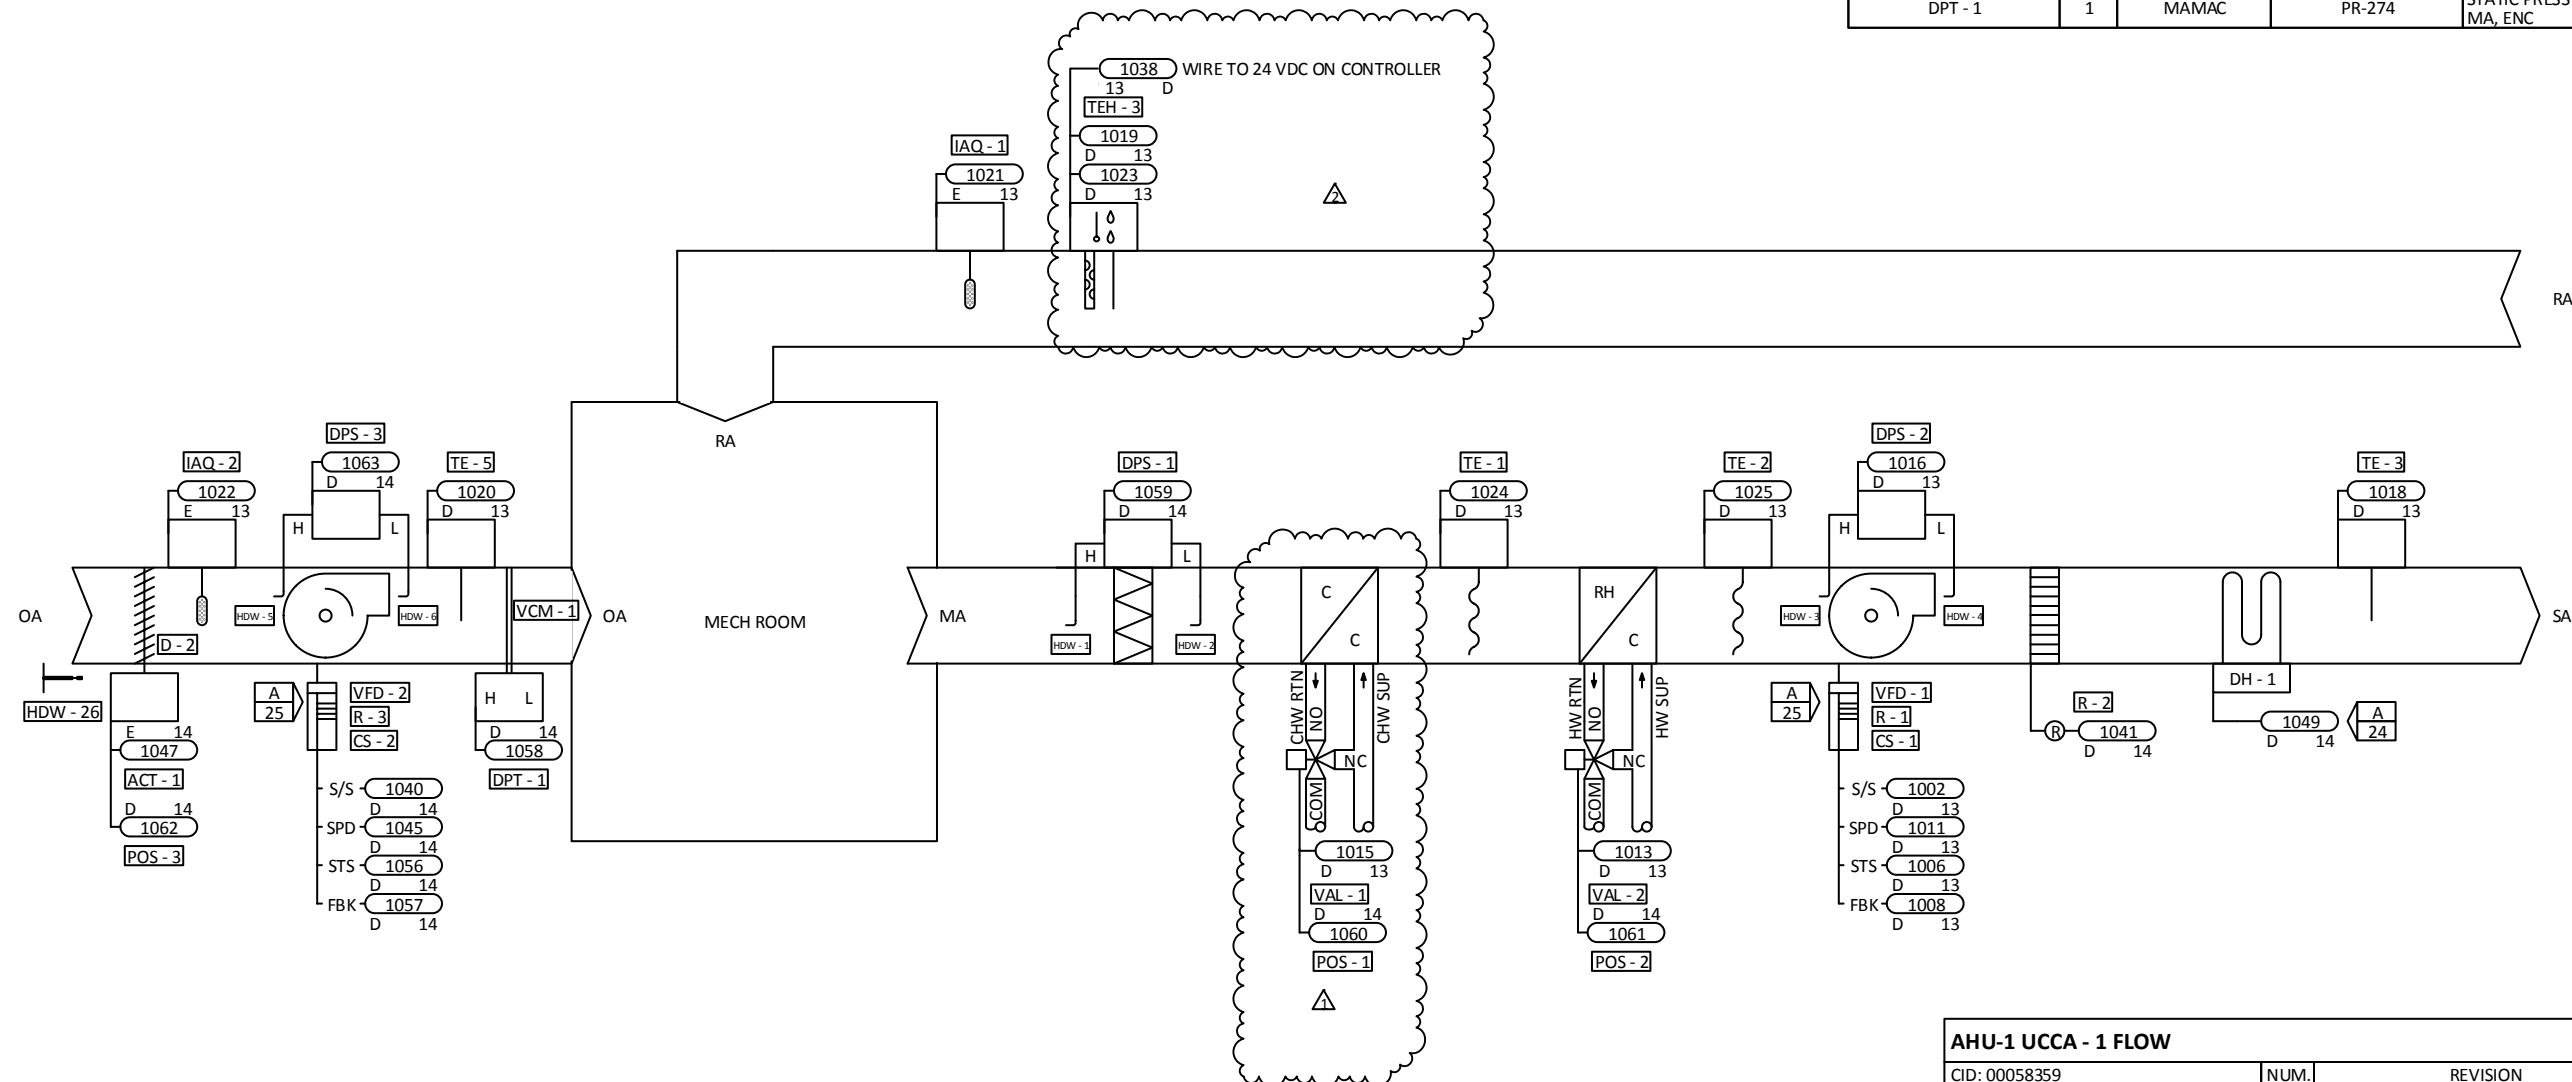 DPT - 1 1 MAMAC PR-274
MA, ENC
1038 WIRE TO 24 VDC ON CONTROLLER
13 D
TEH - 3
1019
D 13
1023
D 13
IAQ - 1
1021
E 13
2
RA
RA
IAQ - 2
1022
E 13
DPS - 3
1063
D 14
H L
TE - 5
1020
D 13
DPS - 1
1059
D 14
H L
TE - 1
1024
D 13
TE - 2
1025
D 13
DPS - 2
1016
D 13
H L
TE - 3
1018
D 13
OA
D - 2
HDW - 5
HDW - 6
VCM - 1
OA
MECH ROOM
MA
HDW - 1
HDW - 2
C
C
RH
C
HDW - 3
HDW - 4
SA
HDW - 26
E 14
1047
ACT - 1
D 14
1062
POS - 3
A
25
VFD - 2
R - 3
CS - 2
S/S 1040
D 14
SPD 1045
D 14
STS 1056
D 14
FBK 1057
D 14
H L
D 14
1058
DPT - 1
CHW RTN
NO
CHW SUP
NC
COM
1015
D 13
VAL - 1
D 14
1060
POS - 1
1
HW RTN
NO
HW SUP
NC
COM
1013
D 13
VAL - 2
D 14
1061
POS - 2
A
25
VFD - 1
R - 1
CS - 1
S/S 1002
D 13
SPD 1011
D 13
STS 1006
D 13
FBK 1008
D 13
R - 2
R 1041
D 14
DH - 1
1049
D 14
A
24
AHU-1 UCCA - 1 FLOW
CID: 00058359 NUM. REVISION